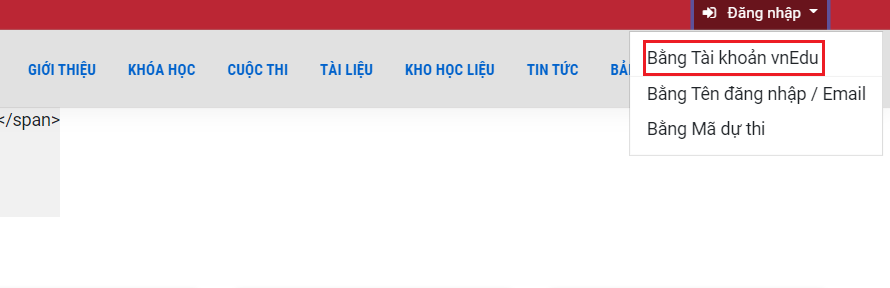 Đăng nhập
GIỚI THIỆU KHÓA HỌC CUỘC THI TÀI LIỆU KHO HỌC LIỆU TIN TỨC
Bằng Tài khoản vnEdu
Bằng Tên đăng nhập / Email
Bằng Mã dự thi
</span>